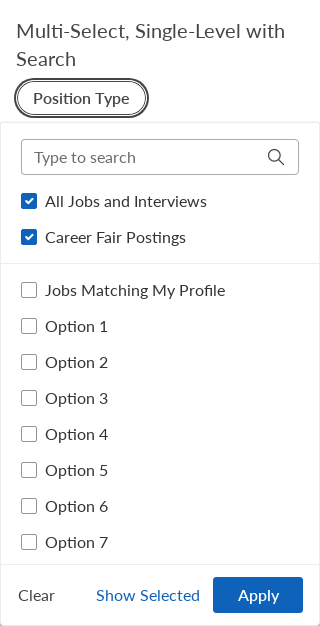 Multi-Select, Single-Level with
Search
Position Type
Type to search
All Jobs and Interviews
Career Fair Postings
Jobs Matching My Profile
Option 1
Option 2
Option 3
Option 4
Option 5
Option 6
Option 7
Clear Show Selected Apply